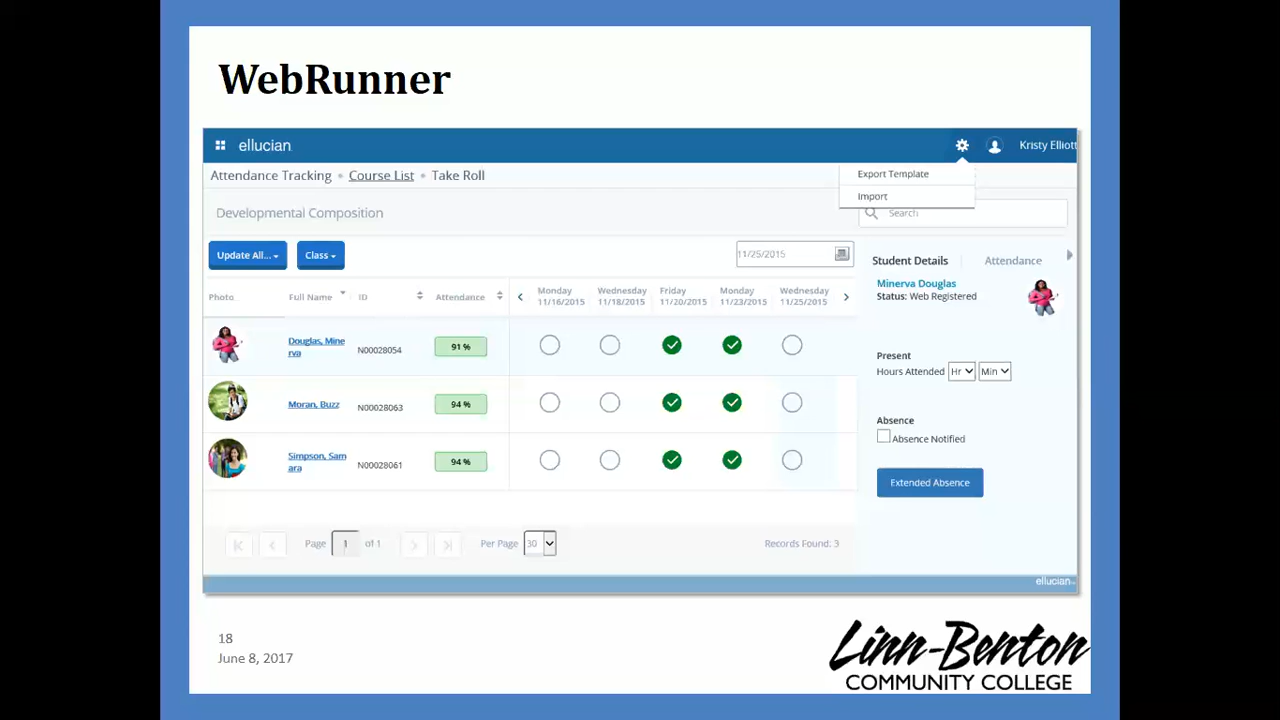 WebRunner
ellucian
Kristy Elliott
Attendance Tracking • Course List • Take Roll
Export Template
Import
Developmental Composition
Search
Update All...
Class
11/25/2015
Student Details
Attendance
Photo
Full Name
ID
Attendance
Monday
11/16/2015
Wednesday
11/18/2015
Friday
11/20/2015
Monday
11/23/2015
Wednesday
11/25/2015
Minerva Douglas
Status: Web Registered
Douglas, Mine
rva
N00028054
91 %
Present
Hours Attended Hr Min
Moran, Buzz
N00028063
94 %
Absence
Absence Notified
Simpson, Sam
ara
N00028061
94 %
Extended Absence
Page 1 of 1
Per Page 30
Records Found: 3
ellucian
18
June 8, 2017
Linn-Benton
COMMUNITY COLLEGE